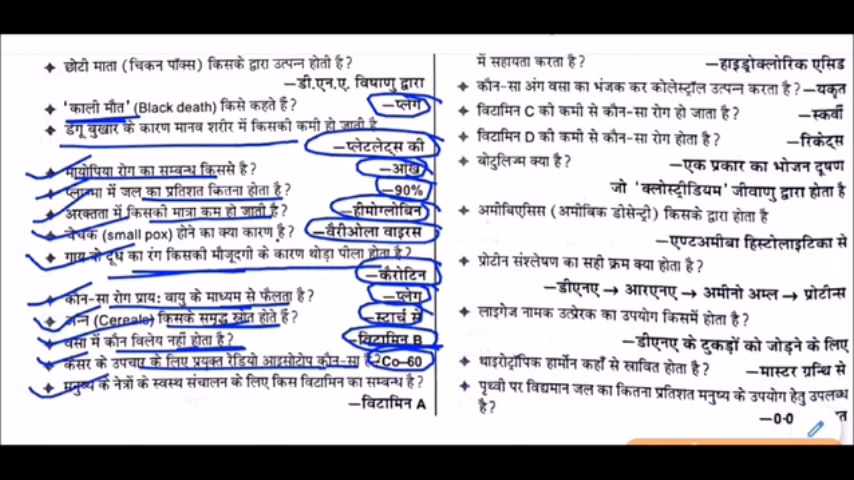 छोटी माता (चिकन पॉक्स) किसके द्वारा उत्पन्न होती है?
—डी.एन.ए. विषाणु द्वारा
'काली मौत' (Black death) किसे कहते हैं?
—प्लेग
डेंगू बुखार के कारण मानव शरीर में किसकी कमी हो जाती है
—प्लेटलेट्स की
मायोपिया रोग का सम्बन्ध किससे है?
—आँख
प्लाज्मा में जल का प्रतिशत कितना होता है?
—90%
अरक्तता में किसकी मात्रा कम हो जाती है?
—हीमोग्लोबिन
चेचक (small pox) होने का क्या कारण है?
—वैरीओला वाइरस
गाय के दूध का रंग किसकी मौजूदगी के कारण थोड़ा पीला होता है?
—कैरोटिन
कौन-सा रोग प्रायः वायु के माध्यम से फैलता है?
—प्लेग
अन्न (Cereals) किसके समृद्ध स्रोत होते हैं?
—स्टार्च में
वसा में कौन विलेय नहीं होता है?
—विटामिन B
कैंसर के उपचार के लिए प्रयुक्त रेडियो आइसोटोप कौन-सा है?
Co–60
मनुष्य के नेत्रों के स्वस्थ संचालन के लिए किस विटामिन का सम्बन्ध है?
—विटामिन A
में सहायता करता है?
—हाइड्रोक्लोरिक एसिड
कौन-सा अंग वसा का भंजक कर कोलेस्ट्रॉल उत्पन्न करता है? —यकृत
विटामिन C को कमी से कौन-सा रोग हो जाता है?
—स्कर्वी
विटामिन D को कमी से कौन-सा रोग होता है?
—रिकेट्स
बोटुलिज्म क्या है?
—एक प्रकार का भोजन दूषण
जो 'क्लोस्ट्रीडियम' जीवाणु द्वारा होता है
अमीबिएसिस (अमोबिक डीसेन्ट्री) किसके द्वारा होता है
—एण्टअमीबा हिस्टोलाइटिका से
प्रोटीन संश्लेषण का सही क्रम क्या होता है?
—डीएनए → आरएनए → अमीनो अम्ल → प्रोटीन्स
लाइगेज नामक उत्प्रेरक का उपयोग किसमें होता है?
—डीएनए के टुकड़ों को जोड़ने के लिए
थाइरोट्रॉपिक हार्मोन कहाँ से स्रावित होता है?
—मास्टर ग्रन्थि से
पृथ्वी पर विद्यमान जल का कितना प्रतिशत मनुष्य के उपयोग हेतु उपलब्ध
है?
—0·0